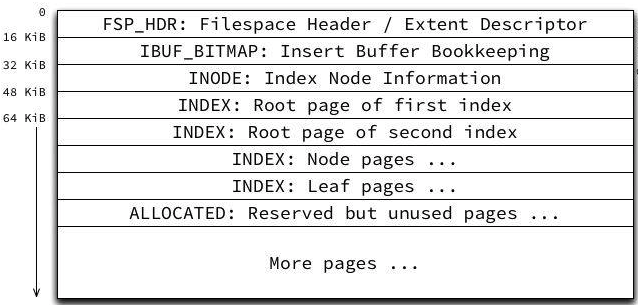 0
FSP_HDR: Filespace Header / Extent Descriptor
16 KiB
IBUF_BITMAP: Insert Buffer Bookkeeping
32 KiB
INODE: Index Node Information
48 KiB
INDEX: Root page of first index
64 KiB
INDEX: Root page of second index
INDEX: Node pages ...
INDEX: Leaf pages ...
ALLOCATED: Reserved but unused pages ...
More pages ...